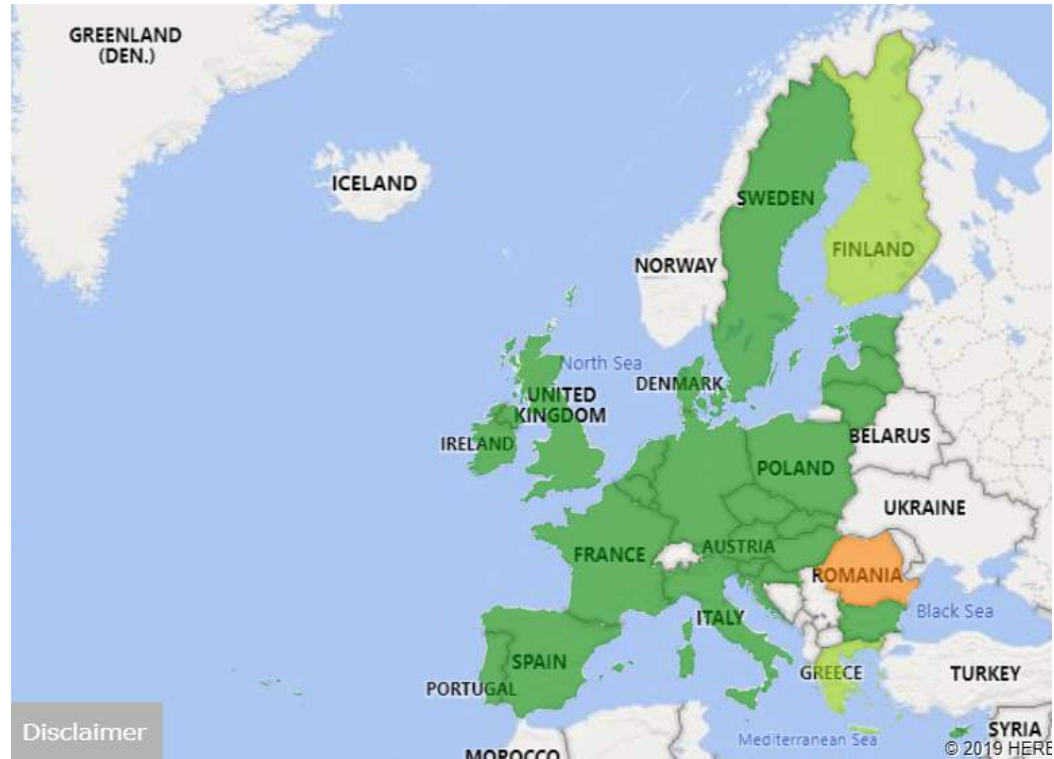 GREENLAND
(DEN.)
ICELAND
SWEDEN
FINLAND
NORWAY
North Sea
DENMARK
UNITED
KINGDOM
IRELAND
BELARUS
POLAND
UKRAINE
FRANCE
AUSTRIA
ROMANIA
Black Sea
ITALY
SPAIN
GREECE
TURKEY
PORTUGAL
Disclaimer
SYRIA
Mediterranean Sea
© 2019 HERE
MOROCCO